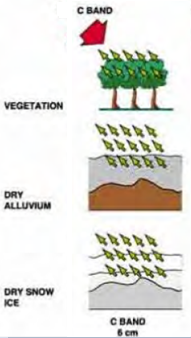 C BAND
VEGETATION
DRY
ALLUVIUM
DRY SNOW
ICE
C BAND
6 cm